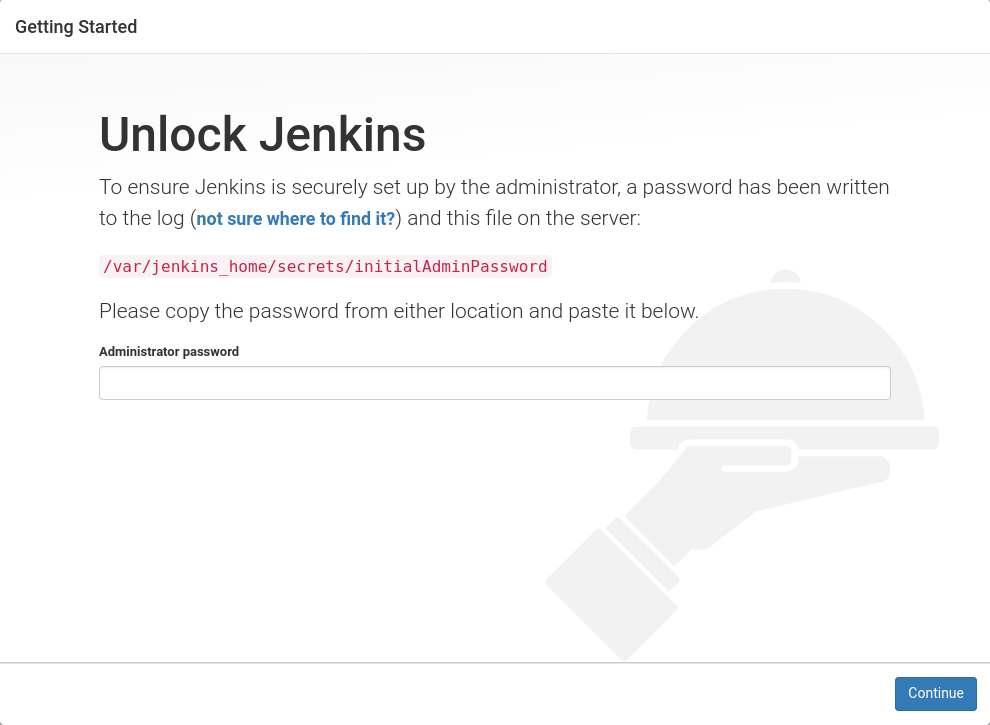 Getting Started
Unlock Jenkins
To ensure Jenkins is securely set up by the administrator, a password has been written
to the log (not sure where to find it?) and this file on the server:
/var/jenkins_home/secrets/initialAdminPassword
Please copy the password from either location and paste it below.
Administrator password
Continue